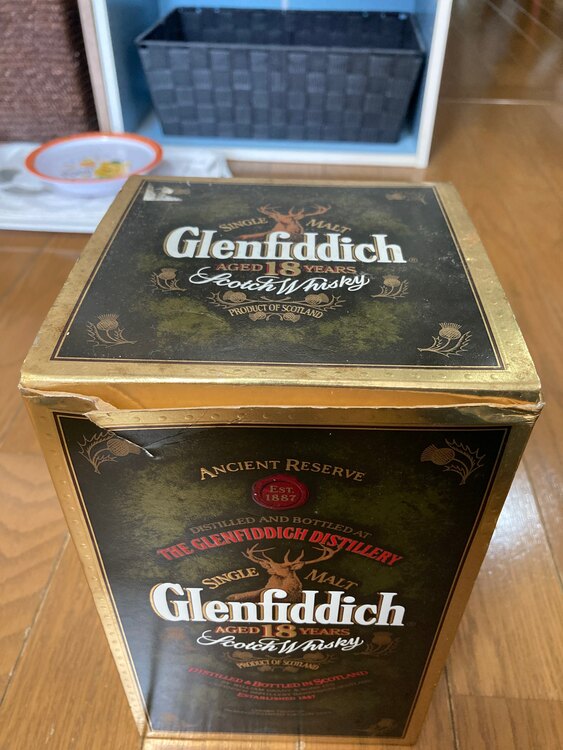 SINGLE MALT
Glenfiddich®
AGED 18 YEARS
Scotch Whisky
PRODUCT OF SCOTLAND
ANCIENT RESERVE
EST.
1887
DISTILLED AND BOTTLED AT
THE GLENFIDDICH DISTILLERY
SINGLE MALT
Glenfiddich®
AGED 18 YEARS
Scotch Whisky
PRODUCT OF SCOTLAND
DISTILLED & BOTTLED IN SCOTLAND
ESTABLISHED 1887